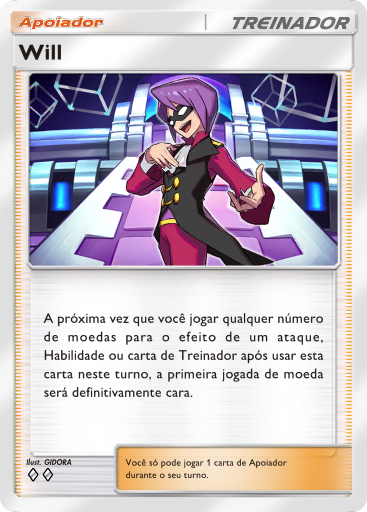 Apoiador
TREINADOR
Will
A próxima vez que você jogar qualquer número
de moedas para o efeito de um ataque,
Habilidade ou carta de Treinador após usar esta
carta neste turno, a primeira jogada de moeda
será definitivamente cara.
Ilust. GIDORA
Você só pode jogar 1 carta de Apoiador
durante o seu turno.